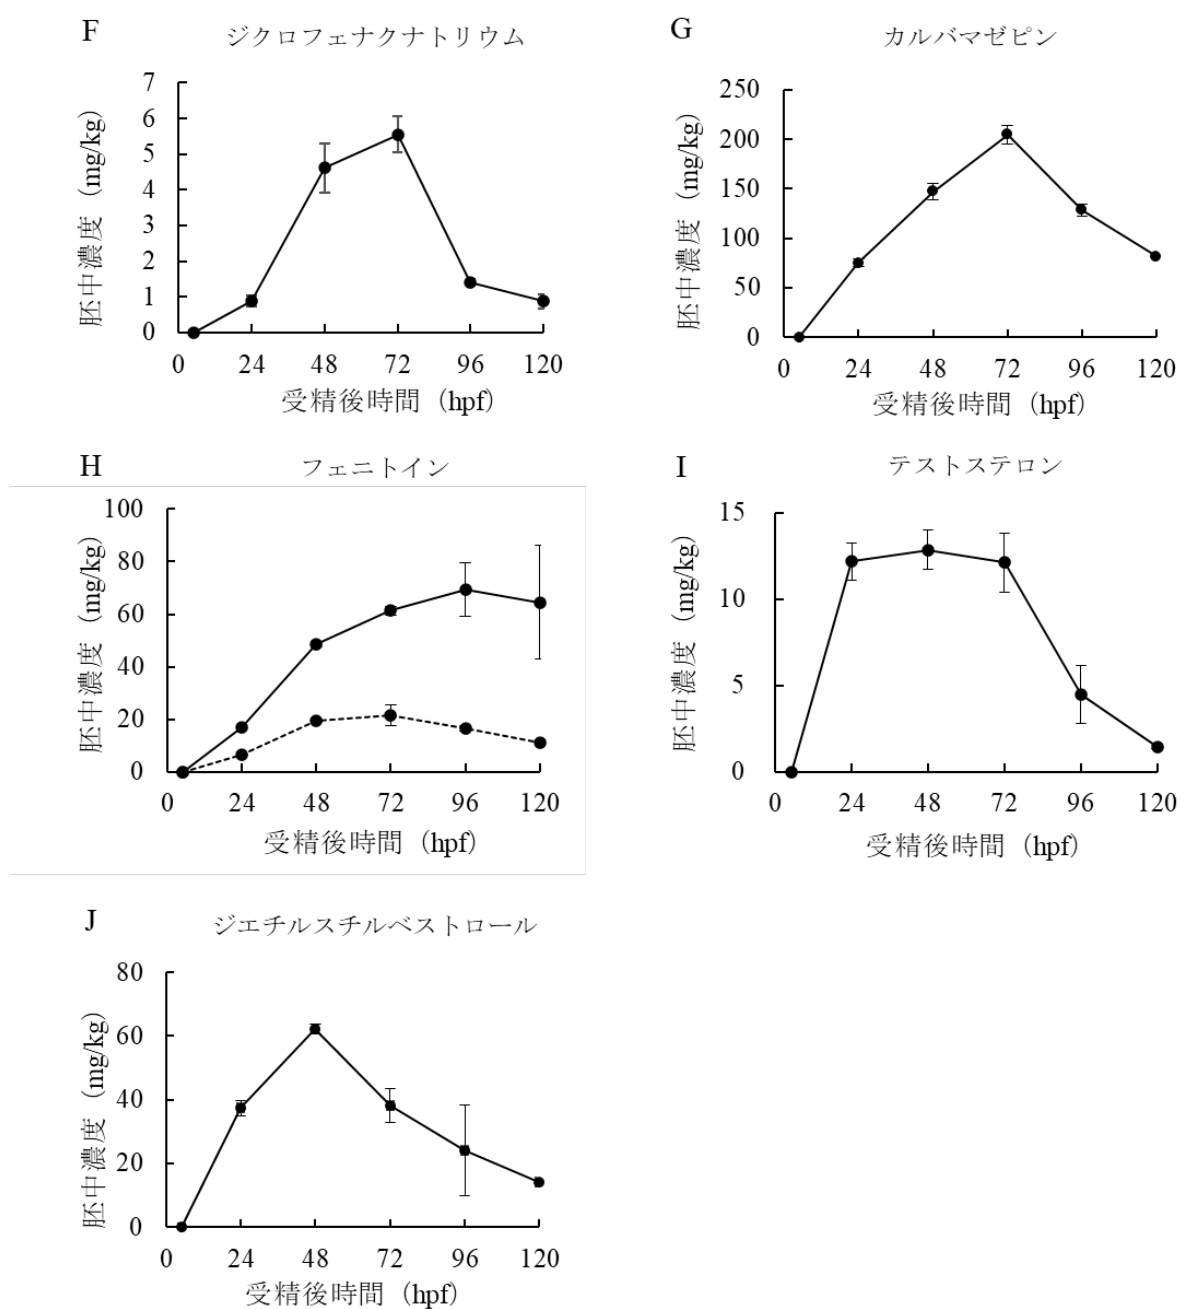 F ジクロフェナクナトリウム
胚中濃度（mg/kg）
7
6
5
4
3
2
1
0
0 24 48 72 96 120
受精後時間（hpf）
G カルバマゼピン
胚中濃度（mg/kg）
250
200
150
100
50
0
0 24 48 72 96 120
受精後時間（hpf）
H フェニトイン
胚中濃度（mg/kg）
100
80
60
40
20
0
0 24 48 72 96 120
受精後時間（hpf）
I テストステロン
胚中濃度（mg/kg）
15
10
5
0
0 24 48 72 96 120
受精後時間（hpf）
J ジエチルスチルベストロール
胚中濃度（mg/kg）
80
60
40
20
0
0 24 48 72 96 120
受精後時間（hpf）